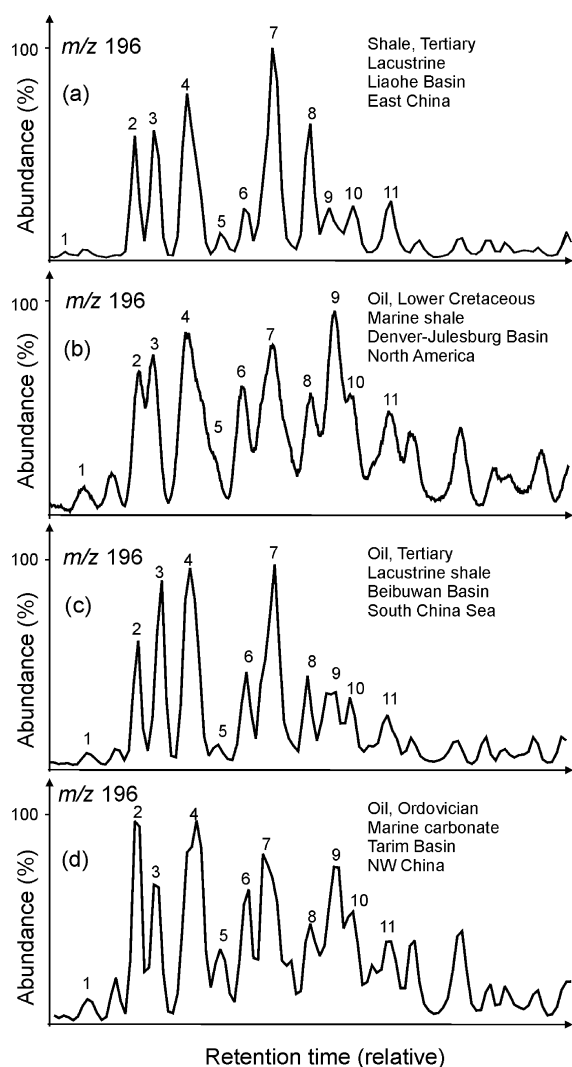 100
m/z 196
(a)
Abundance (%)
1
2
3
4
5
6
7
8
9
10
11
Shale, Tertiary
Lacustrine
Liaohe Basin
East China
100
m/z 196
(b)
Abundance (%)
1
2
3
4
5
6
7
8
9
10
11
Oil, Lower Cretaceous
Marine shale
Denver-Julesburg Basin
North America
100
m/z 196
(c)
Abundance (%)
1
2
3
4
5
6
7
8
9
10
11
Oil, Tertiary
Lacustrine shale
Beibuwan Basin
South China Sea
100
m/z 196
(d)
Abundance (%)
1
2
3
4
5
6
7
8
9
10
11
Oil, Ordovician
Marine carbonate
Tarim Basin
NW China
Retention time (relative)